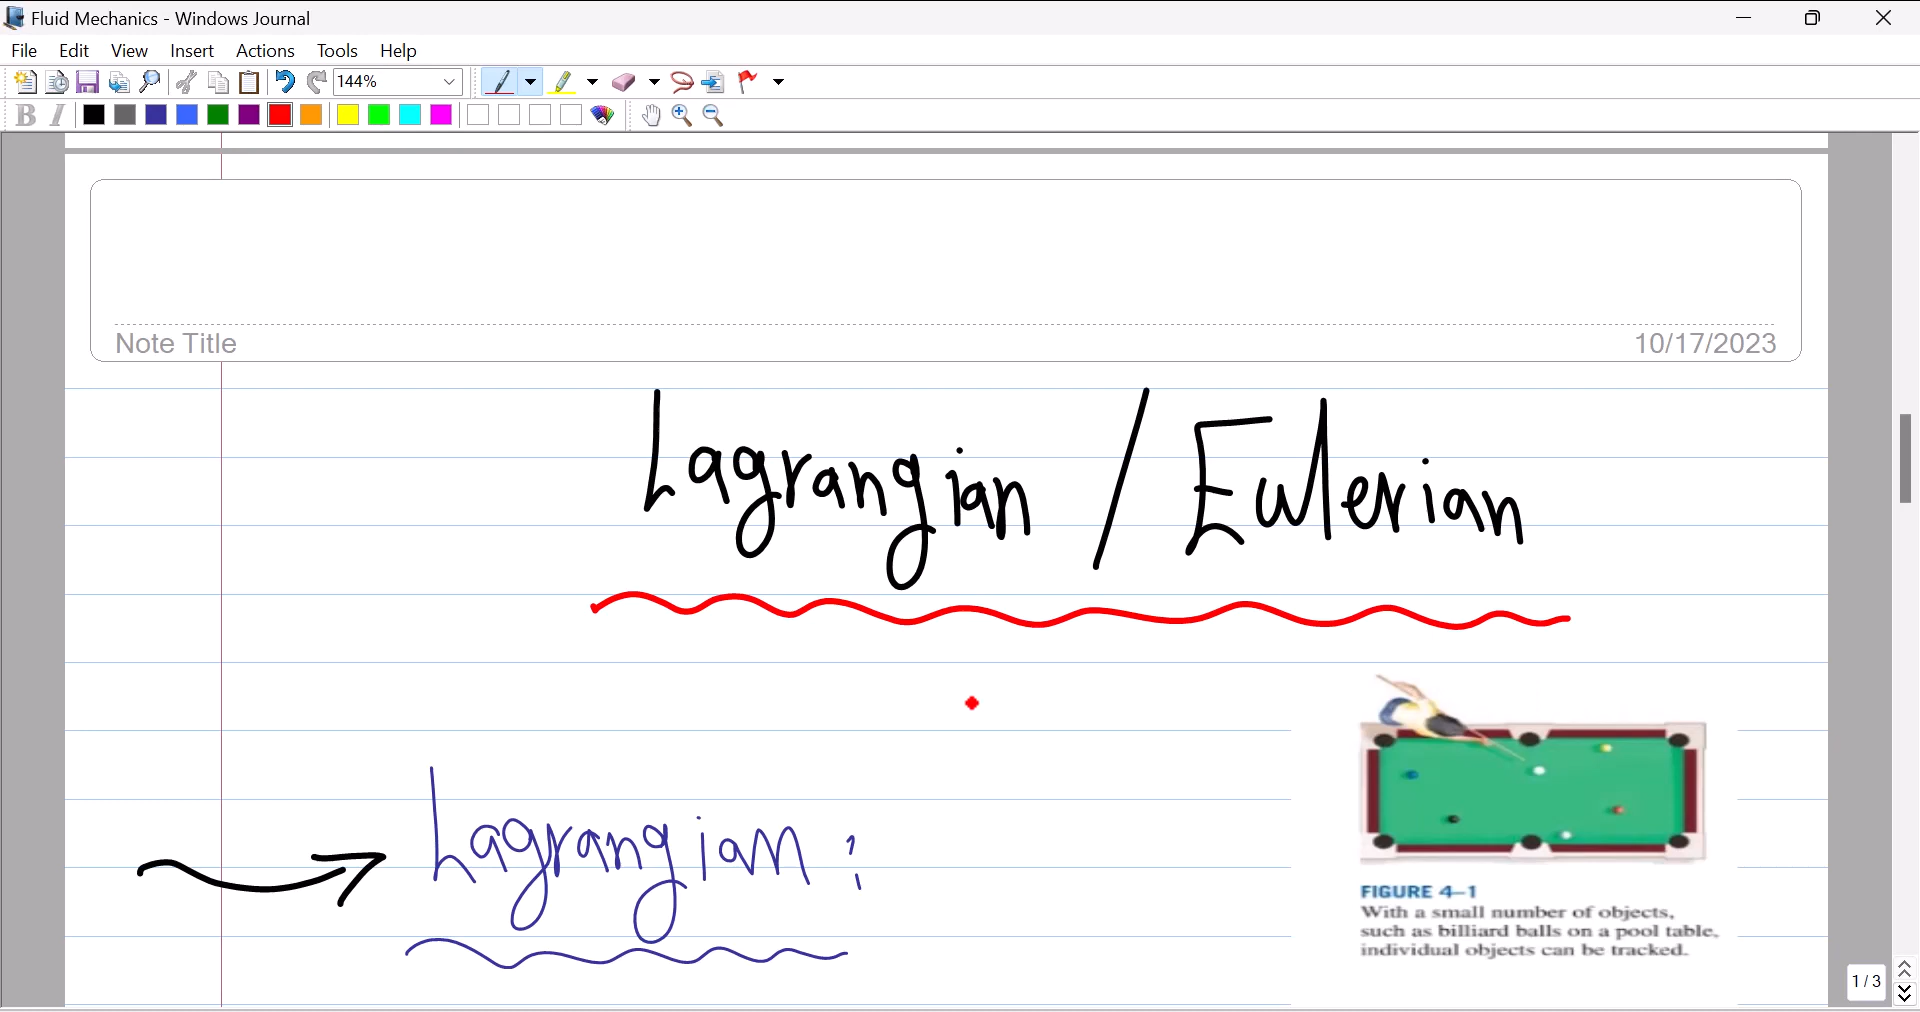 Fluid Mechanics - Windows Journal
File Edit View Insert Actions Tools Help
144%
B I
Note Title 10/17/2023
Lagrangian / Eulerian
Lagrangian :
FIGURE 4–1
With a small number of objects,
such as billiard balls on a pool table,
individual objects can be tracked.
1 / 3